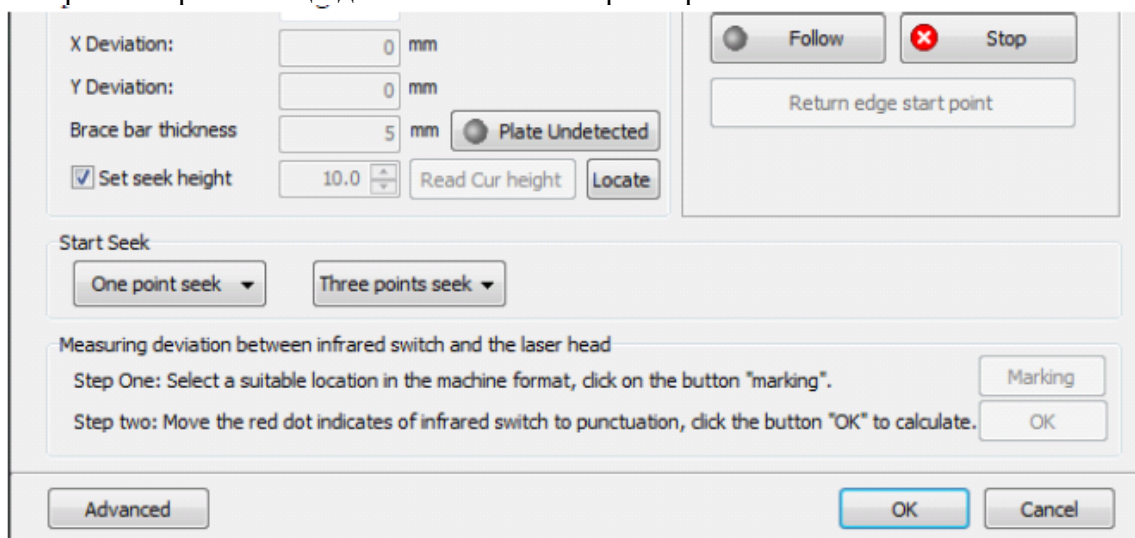 X Deviation: 0 mm
Follow Stop
Y Deviation: 0 mm
Return edge start point
Brace bar thickness 5 mm Plate Undetected
Set seek height 10.0 Read Cur height Locate
Start Seek
One point seek Three points seek
Measuring deviation between infrared switch and the laser head
Step One: Select a suitable location in the machine format, click on the button "marking". Marking
Step two: Move the red dot indicates of infrared switch to punctuation, click the button "OK" to calculate. OK
Advanced OK Cancel